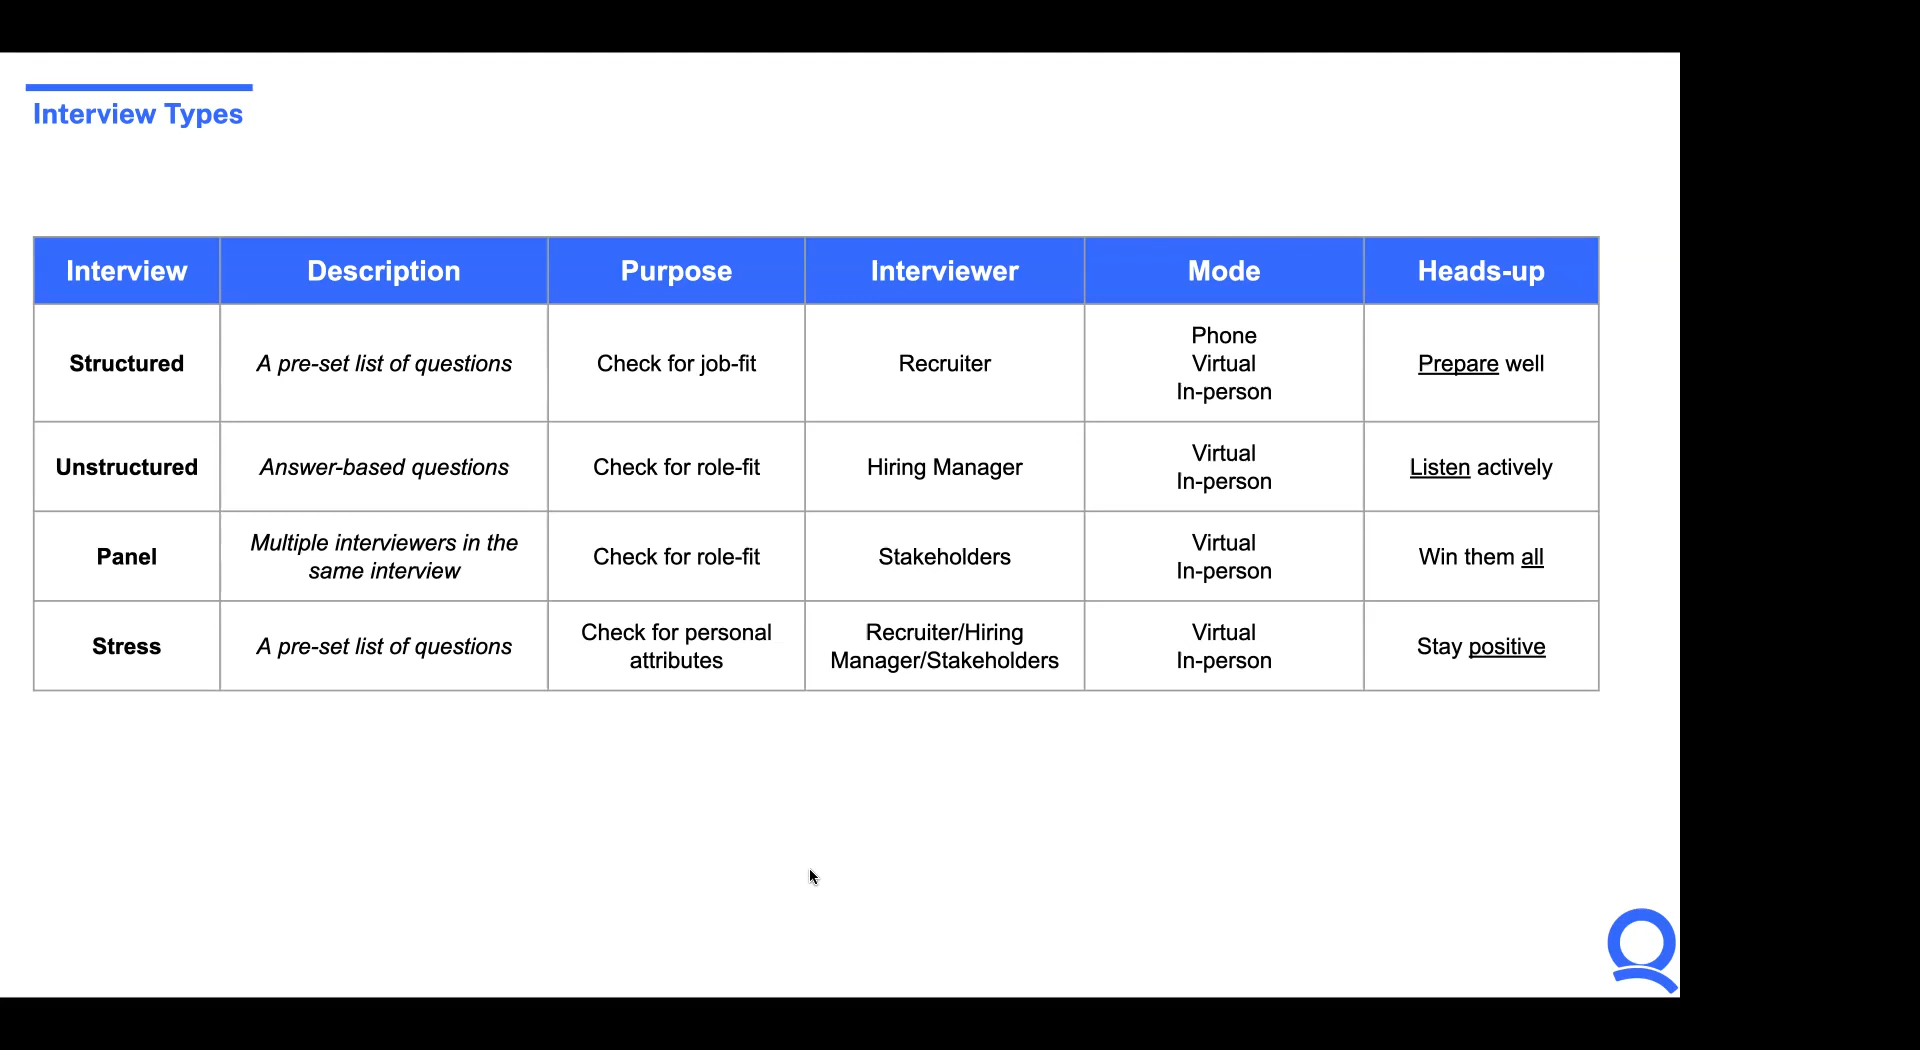 Interview Types
Interview Description Purpose Interviewer Mode Heads-up
Structured A pre-set list of questions Check for job-fit Recruiter Phone
Virtual
In-person Prepare well
Unstructured Answer-based questions Check for role-fit Hiring Manager Virtual
In-person Listen actively
Panel Multiple interviewers in the
same interview Check for role-fit Stakeholders Virtual
In-person Win them all
Stress A pre-set list of questions Check for personal
attributes Recruiter/Hiring
Manager/Stakeholders Virtual
In-person Stay positive